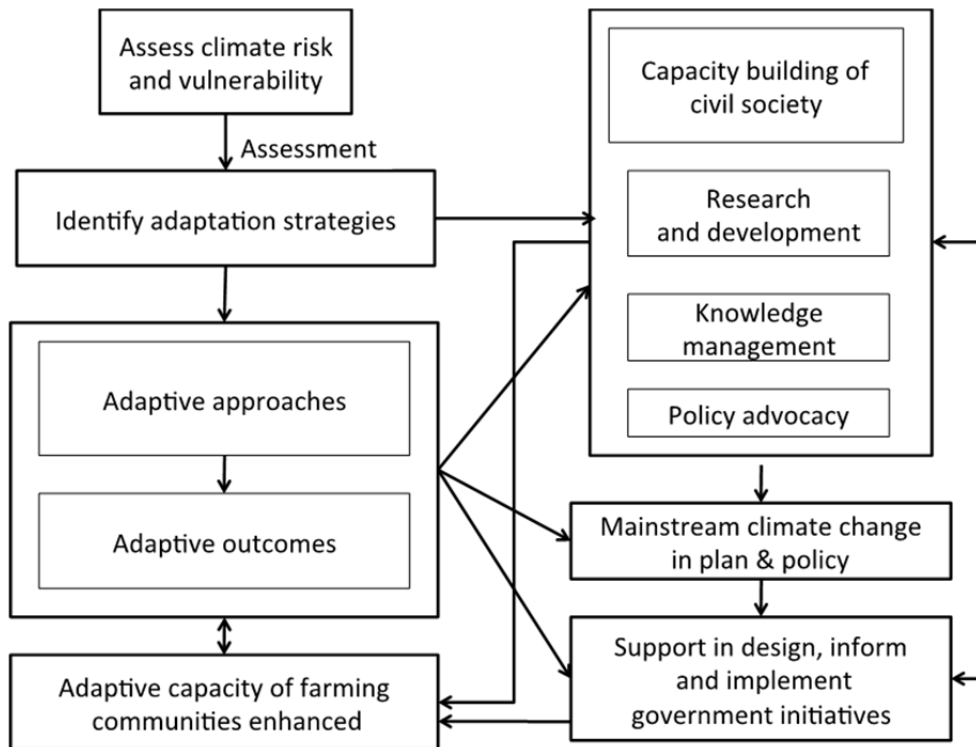 Assess climate risk
and vulnerability
Assessment
Identify adaptation strategies
Adaptive approaches
Adaptive outcomes
Adaptive capacity of farming
communities enhanced
Capacity building of
civil society
Research
and development
Knowledge
management
Policy advocacy
Mainstream climate change
in plan & policy
Support in design, inform
and implement
government initiatives